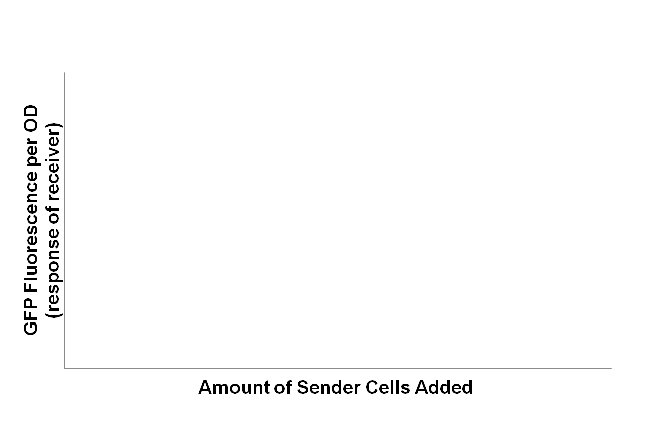 GFP Fluorescence per OD
(response of receiver)
Amount of Sender Cells Added